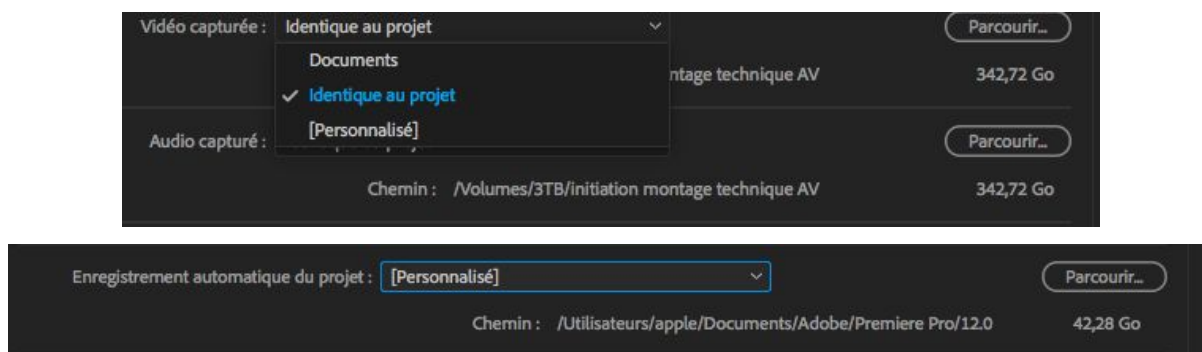 Vidéo capturée : Identique au projet Parcourir...
Documents
ntage technique AV 342,72 Go
Identique au projet
[Personnalisé]
Audio capturé : Parcourir...
Chemin : /Volumes/3TB/initiation montage technique AV 342,72 Go
Enregistrement automatique du projet : [Personnalisé] Parcourir...
Chemin : /Utilisateurs/apple/Documents/Adobe/Premiere Pro/12.0 42,28 Go